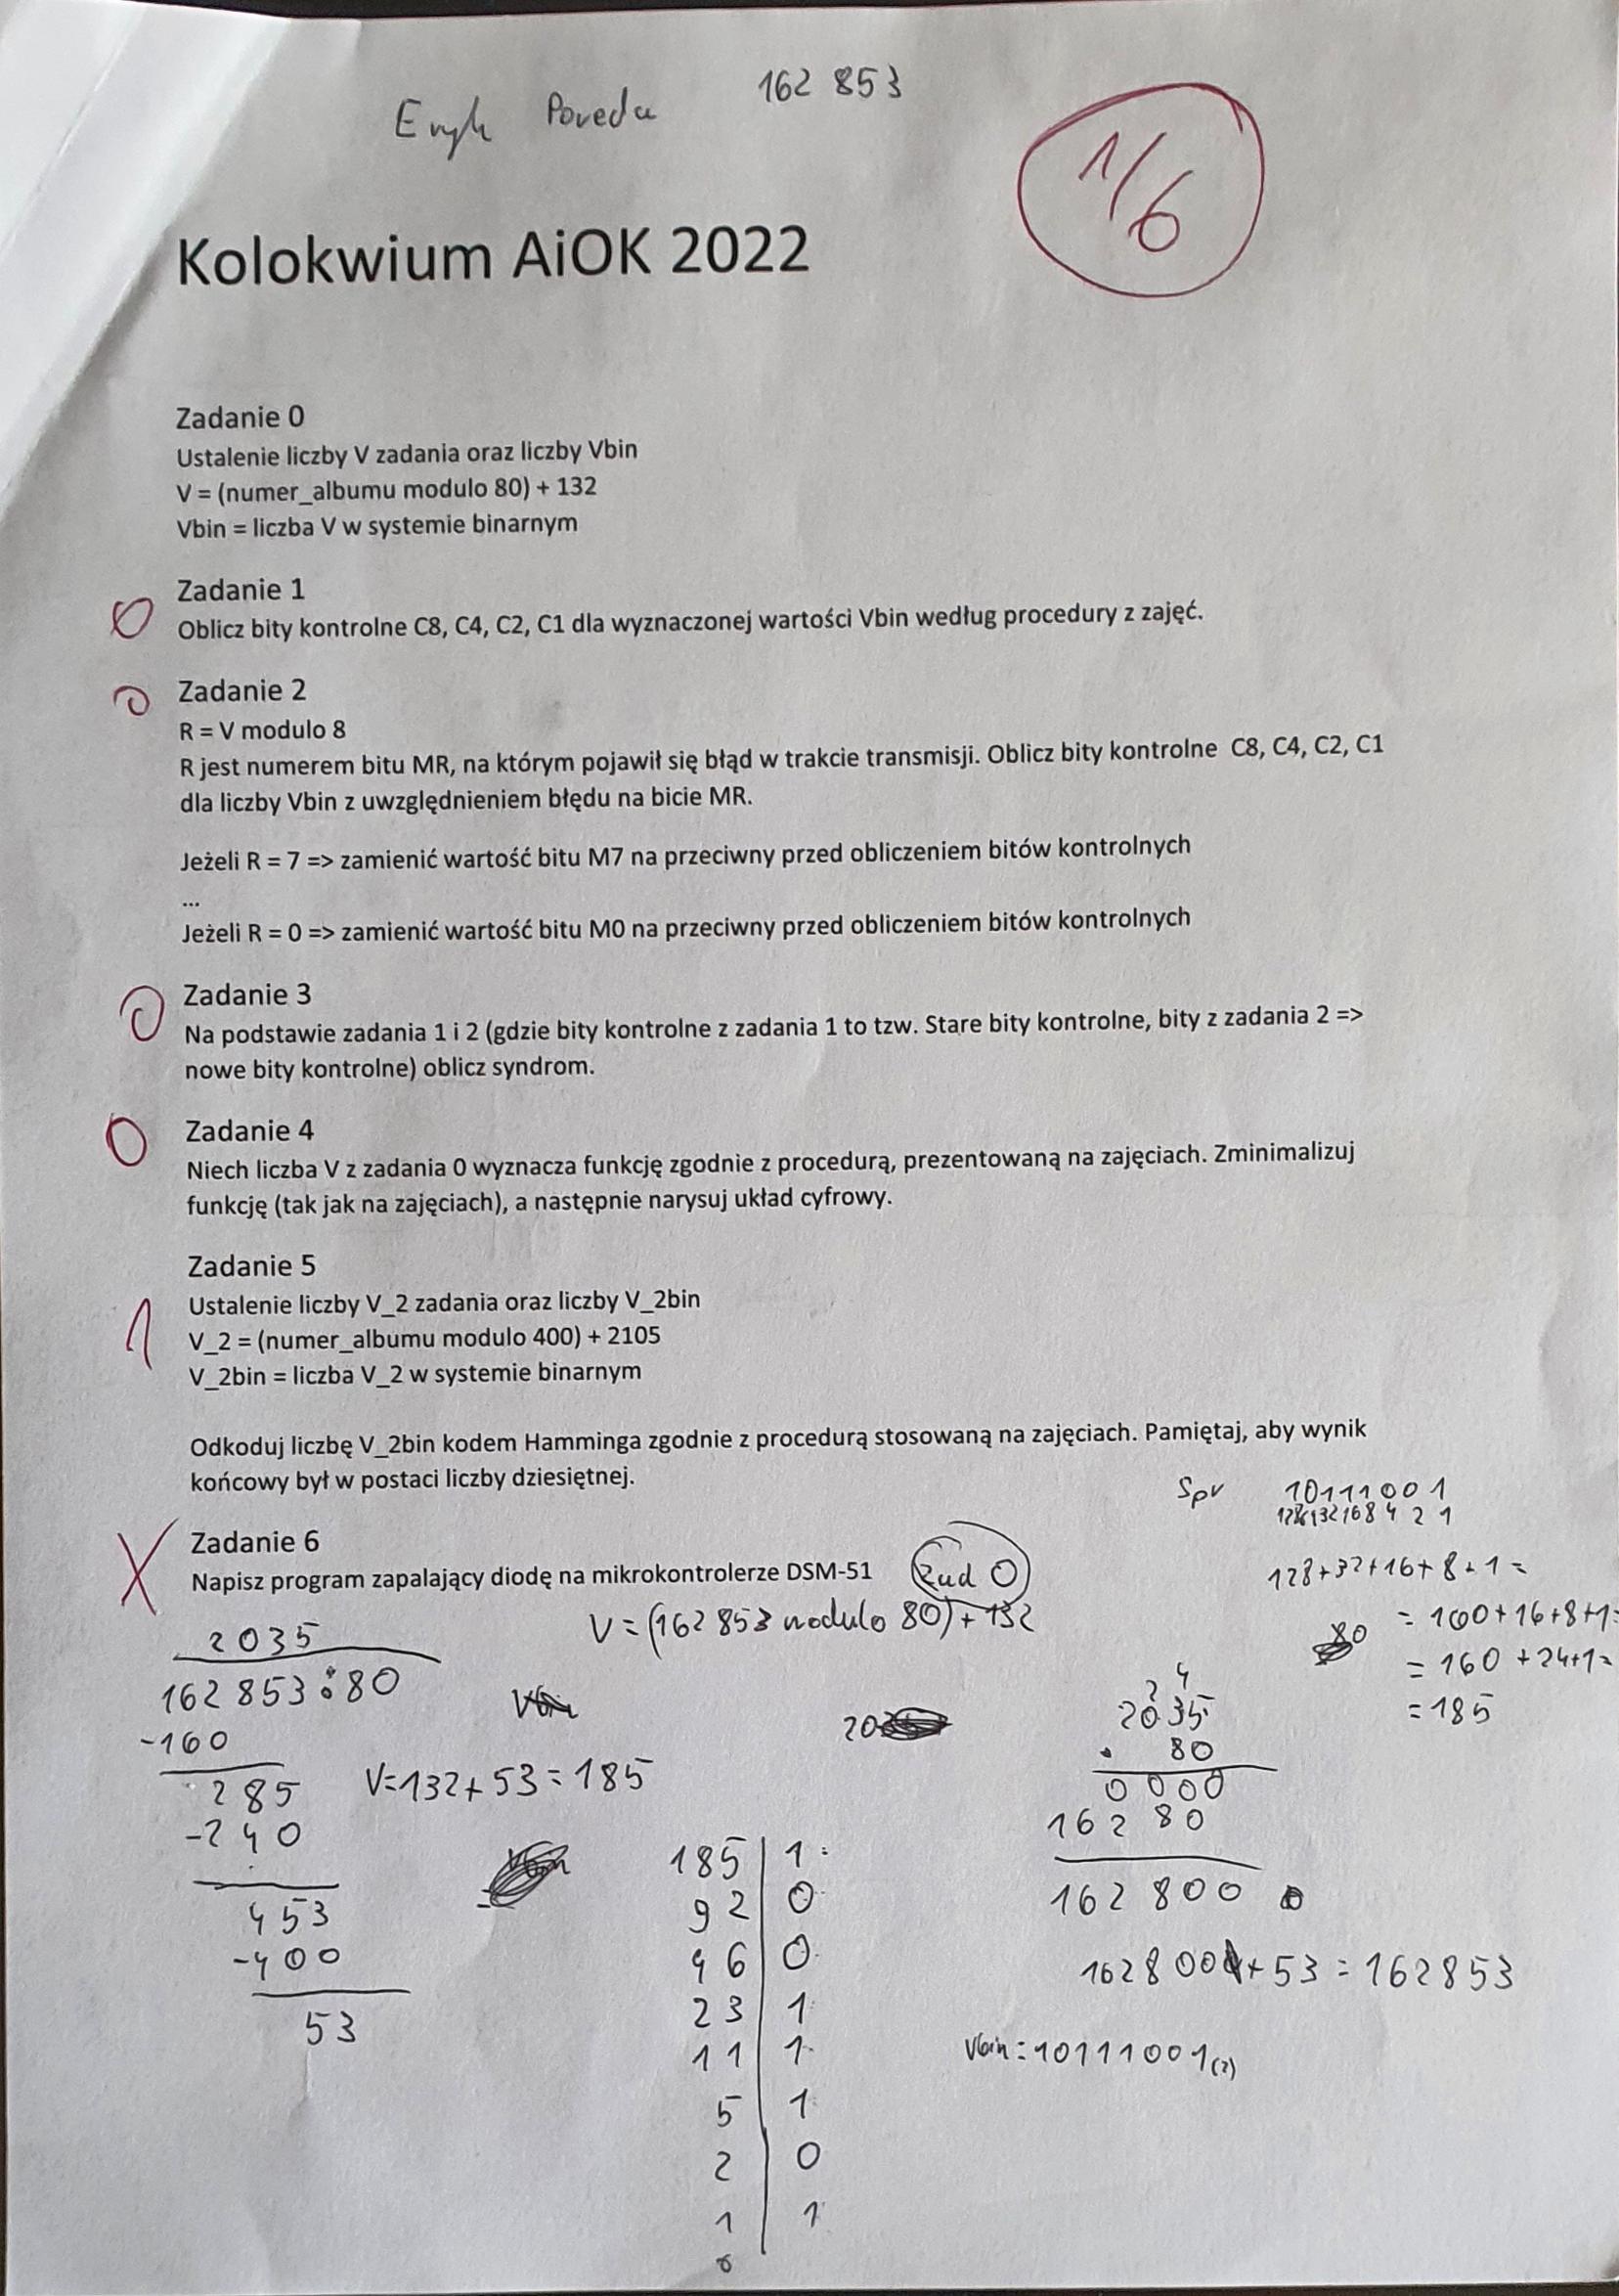 Eryk Poreda 162 853
1/6
Kolokwium AiOK 2022
Zadanie 0
Ustalenie liczby V zadania oraz liczby Vbin
V = (numer_albumu modulo 80) + 132
Vbin = liczba V w systemie binarnym
0 Zadanie 1
Oblicz bity kontrolne C8, C4, C2, C1 dla wyznaczonej wartości Vbin według procedury z zajęć.
0 Zadanie 2
R = V modulo 8
R jest numerem bitu MR, na którym pojawił się błąd w trakcie transmisji. Oblicz bity kontrolne C8, C4, C2, C1
dla liczby Vbin z uwzględnieniem błędu na bicie MR.
Jeżeli R = 7 => zamienić wartość bitu M7 na przeciwny przed obliczeniem bitów kontrolnych
...
Jeżeli R = 0 => zamienić wartość bitu M0 na przeciwny przed obliczeniem bitów kontrolnych
0 Zadanie 3
Na podstawie zadania 1 i 2 (gdzie bity kontrolne z zadania 1 to tzw. Stare bity kontrolne, bity z zadania 2 =>
nowe bity kontrolne) oblicz syndrom.
0 Zadanie 4
Niech liczba V z zadania 0 wyznacza funkcję zgodnie z procedurą, prezentowaną na zajęciach. Zminimalizuj
funkcję (tak jak na zajęciach), a następnie narysuj układ cyfrowy.
Zadanie 5
Ustalenie liczby V_2 zadania oraz liczby V_2bin
1 V_2 = (numer_albumu modulo 400) + 2105
V_2bin = liczba V_2 w systemie binarnym
Odkoduj liczbę V_2bin kodem Hamminga zgodnie z procedurą stosowaną na zajęciach. Pamiętaj, aby wynik
końcowy był w postaci liczby dziesiętnej.
X Zadanie 6
Napisz program zapalający diodę na mikrokontrolerze DSM-51
Zad 0
V = (162 853 modulo 80) + 132
2035
162 853 : 80
-160
285
-240
453
-400
53
V=132+53=185
185 | 1
92 | 0
46 | 0
23 | 1
11 | 1
5 | 1
2 | 0
1 | 1
0
Spr 10111001
128 64 32 16 8 4 2 1
128+32+16+8+1=
= 160+16+8+1=
= 160 +24+1=
=185
80
20
2 4
2035
· 80
0000
16280
162 800
162800+53=162853
Vbin=10111001(2)